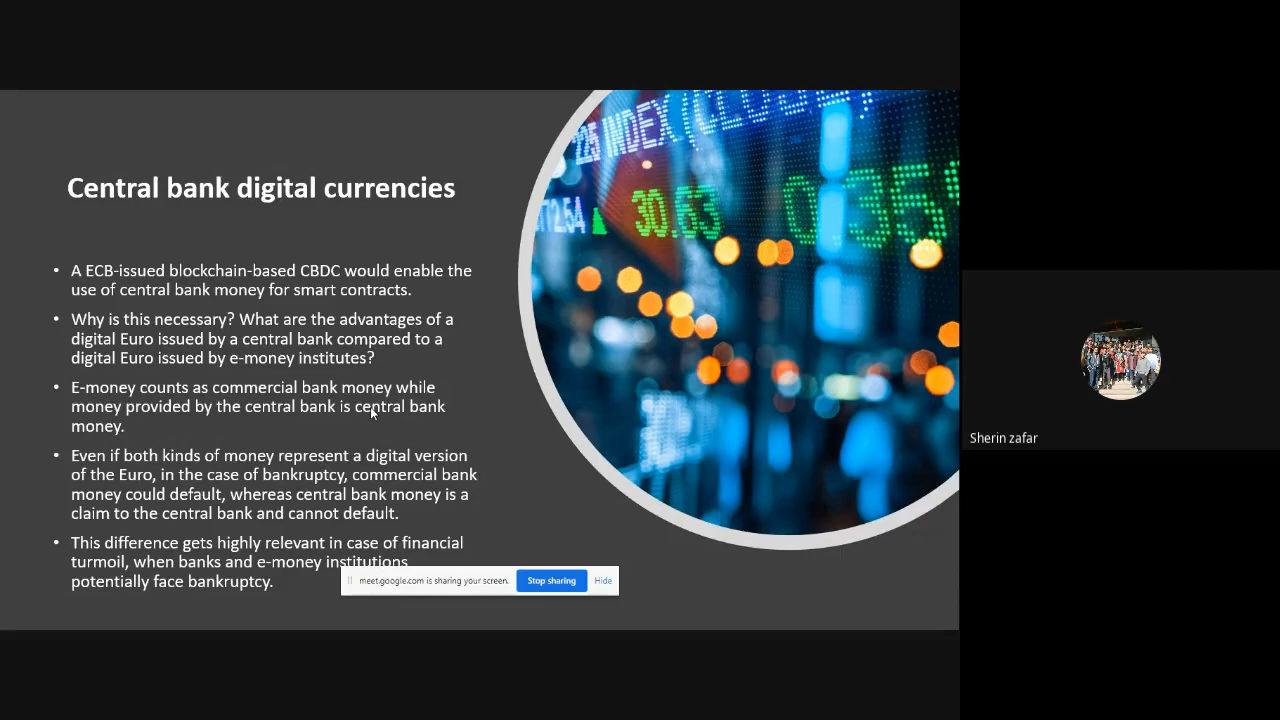 Central bank digital currencies
• A ECB-issued blockchain-based CBDC would enable the
use of central bank money for smart contracts.
• Why is this necessary? What are the advantages of a
digital Euro issued by a central bank compared to a
digital Euro issued by e-money institutes?
• E-money counts as commercial bank money while
money provided by the central bank is central bank
money.
• Even if both kinds of money represent a digital version
of the Euro, in the case of bankruptcy, commercial bank
money could default, whereas central bank money is a
claim to the central bank and cannot default.
• This difference gets highly relevant in case of financial
turmoil, when banks and e-money institutions
potentially face bankruptcy.
225 INDEX
30.63
0.35
meet.google.com is sharing your screen.
Stop sharing
Hide
Sherin zafar